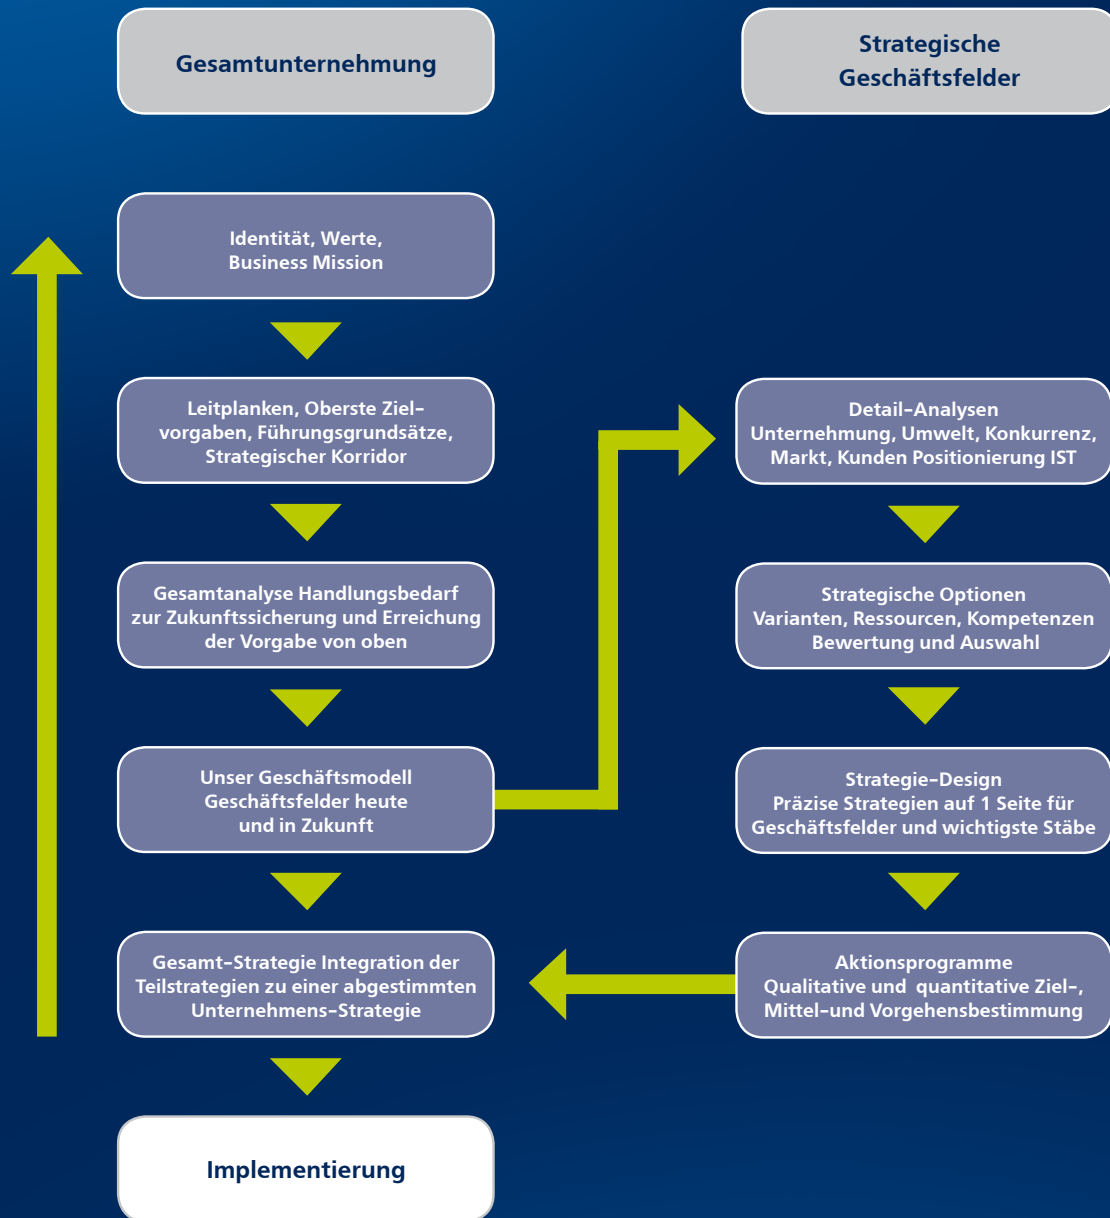 Gesamtunternehmung
Strategische
Geschäftsfelder
Identität, Werte,
Business Mission
Leitplanken, Oberste Ziel-
vorgaben, Führungsgrundsätze,
Strategischer Korridor
Gesamtanalyse Handlungsbedarf
zur Zukunftssicherung und Erreichung
der Vorgabe von oben
Unser Geschäftsmodell
Geschäftsfelder heute
und in Zukunft
Detail-Analysen
Unternehmung, Umwelt, Konkurrenz,
Markt, Kunden Positionierung IST
Strategische Optionen
Varianten, Ressourcen, Kompetenzen
Bewertung und Auswahl
Strategie-Design
Präzise Strategien auf 1 Seite für
Geschäftsfelder und wichtigste Stäbe
Aktionsprogramme
Qualitative und quantitative Ziel-,
Mittel-und Vorgehensbestimmung
Gesamt-Strategie Integration der
Teilstrategien zu einer abgestimmten
Unternehmens-Strategie
Implementierung